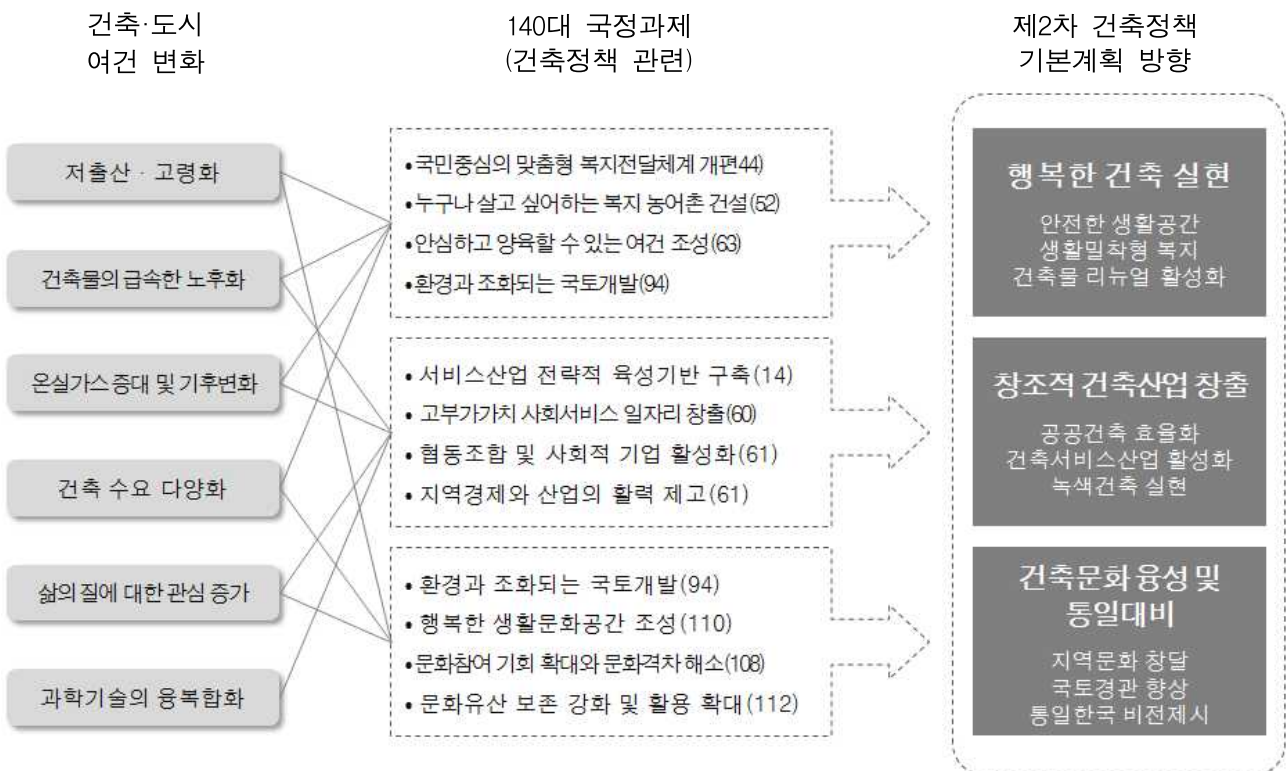 건축·도시
여건 변화
140대 국정과제
(건축정책 관련)
제2차 건축정책
기본계획 방향
저출산 · 고령화
건축물의 급속한 노후화
온실가스 증대 및 기후변화
건축 수요 다양화
삶의 질에 대한 관심 증가
과학기술의 융복합화
•국민중심의 맞춤형 복지전달체계 개편44)
•누구나 살고 싶어하는 복지 농어촌 건설(52)
•안심하고 양육할 수 있는 여건 조성(63)
•환경과 조화되는 국토개발(94)
• 서비스산업 전략적 육성기반 구축(14)
• 고부가가치 사회서비스 일자리 창출(60)
• 협동조합 및 사회적 기업 활성화(61)
• 지역경제와 산업의 활력 제고(61)
• 환경과 조화되는 국토개발(94)
• 행복한 생활문화공간 조성(110)
•문화참여 기회 확대와 문화격차 해소(108)
• 문화유산 보존 강화 및 활용 확대(112)
행복한 건축 실현
안전한 생활공간
생활밀착형 복지
건축물 리뉴얼 활성화
창조적 건축산업 창출
공공건축 효율화
건축서비스산업 활성화
녹색건축 실현
건축문화 융성 및
통일대비
지역문화 창달
국토경관 향상
통일한국 비전제시